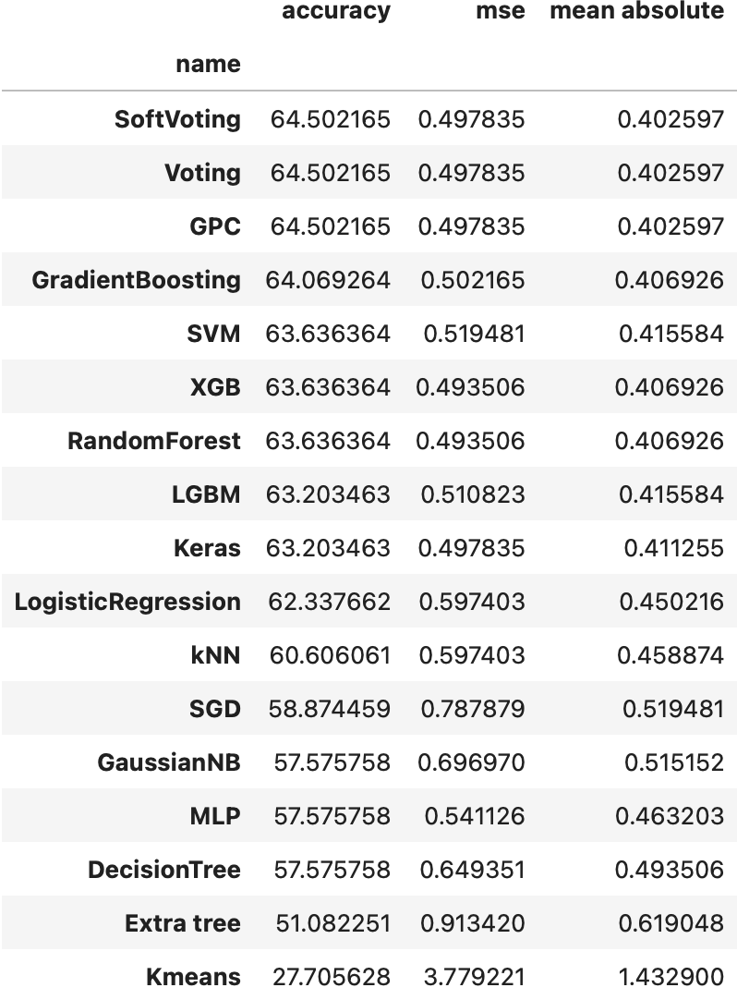 accuracy mse mean absolute
name
SoftVoting 64.502165 0.497835 0.402597
Voting 64.502165 0.497835 0.402597
GPC 64.502165 0.497835 0.402597
GradientBoosting 64.069264 0.502165 0.406926
SVM 63.636364 0.519481 0.415584
XGB 63.636364 0.493506 0.406926
RandomForest 63.636364 0.493506 0.406926
LGBM 63.203463 0.510823 0.415584
Keras 63.203463 0.497835 0.411255
LogisticRegression 62.337662 0.597403 0.450216
kNN 60.606061 0.597403 0.458874
SGD 58.874459 0.787879 0.519481
GaussianNB 57.575758 0.696970 0.515152
MLP 57.575758 0.541126 0.463203
DecisionTree 57.575758 0.649351 0.493506
Extra tree 51.082251 0.913420 0.619048
Kmeans 27.705628 3.779221 1.432900